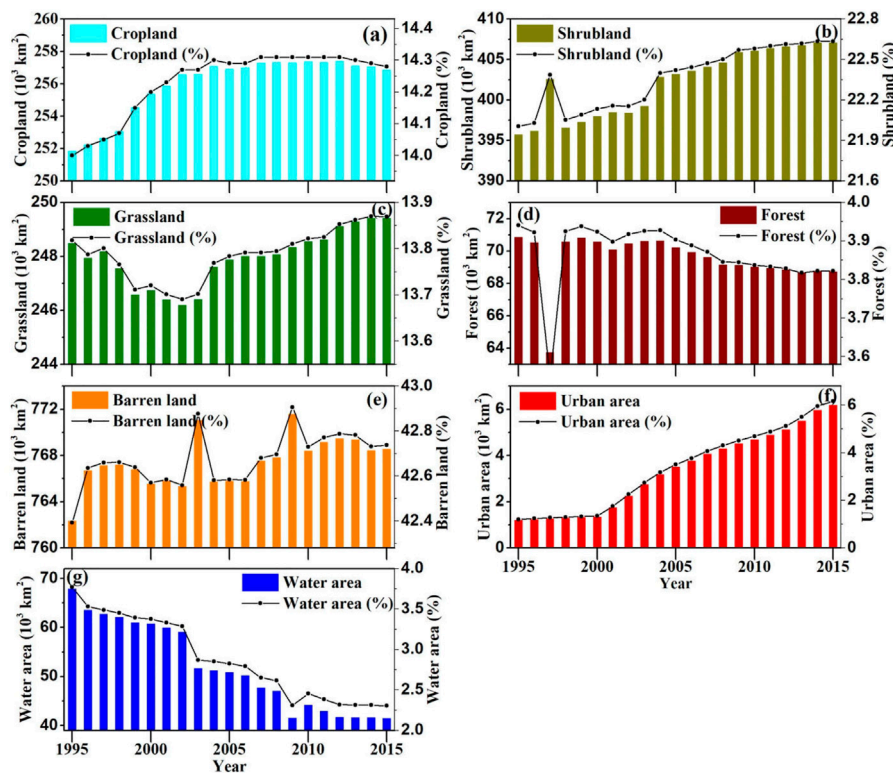 (a)
Cropland
Cropland (%)
Cropland (10³ km²)
260
258
256
254
252
250
14.4
14.3
14.2
14.1
14.0
Cropland (%)
(b)
Shrubland
Shrubland (%)
Shrubland (10³ km²)
410
405
400
395
390
22.8
22.5
22.2
21.9
21.6
Shrubland (%)
(c)
Grassland
Grassland (%)
Grassland (10³ km²)
250
248
246
244
13.9
13.8
13.7
13.6
Grassland (%)
(d)
Forest
Forest (%)
Forest (10³ km²)
72
70
68
66
64
4.0
3.9
3.8
3.7
3.6
Forest (%)
(e)
Barren land
Barren land (%)
Barren land (10³ km²)
772
768
764
760
43.0
42.8
42.6
42.4
Barren land (%)
(f)
Urban area
Urban area (%)
Urban area (10³ km²)
6
4
2
0
6
4
2
0
Urban area (%)
1995
2000
2005
2010
2015
Year
(g)
Water area
Water area (%)
Water area (10³ km²)
70
60
50
40
4.0
3.5
3.0
2.5
2.0
Water area (%)
1995
2000
2005
2010
2015
Year